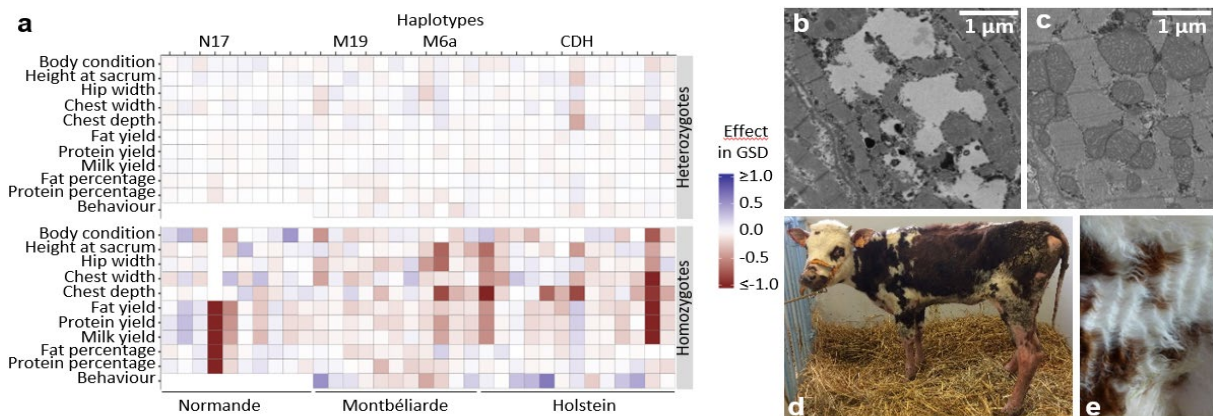 a
Haplotypes
N17 M19 M6a CDH
Body condition
Height at sacrum
Hip width
Chest width
Chest depth
Fat yield
Protein yield
Milk yield
Fat percentage
Protein percentage
Behaviour
Heterozygotes
Body condition
Height at sacrum
Hip width
Chest width
Chest depth
Fat yield
Protein yield
Milk yield
Fat percentage
Protein percentage
Behaviour
Homozygotes
Normande Montbéliarde Holstein
Effect
in GSD
≥1.0
0.5
0.0
-0.5
≤-1.0
b
1 µm
c
1 µm
d
e